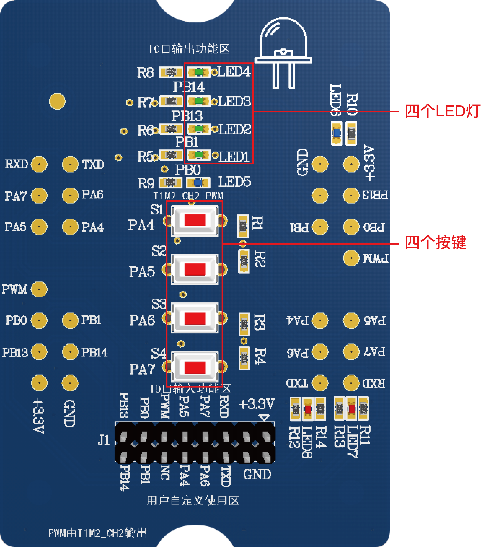 IO口输出功能区
R8 LED4
PB14
R7 LED3
PB13
R6 LED2
PB1
R5 LED1
PB0
R9 LED5
TIM2_CH2 PWM
四个LED灯
LED6 R10
GND A3.3V+
PB13
PB1 PB0
PWM
RXD TXD
PA7 PA6
PA5 PA4
PWM
PB0 PB1
PB13 PB14
+3.3V GND
S1
PA4
R1
四个按键
S2
PA5
R2
S3
PA6
R3
S4
PA7
R4
IO口输入功能区
PA4 PA5
PA6 PA7
TXD RXD
R12 LED8 R14 R13 LED7 R11
PB13 PB0 PWM PA5 PA7 RXD +3.3V
J1
PB14 PB1 NC PA4 PA6 TXD GND
用户自定义使用区
PWM由TIM2_CH2输出